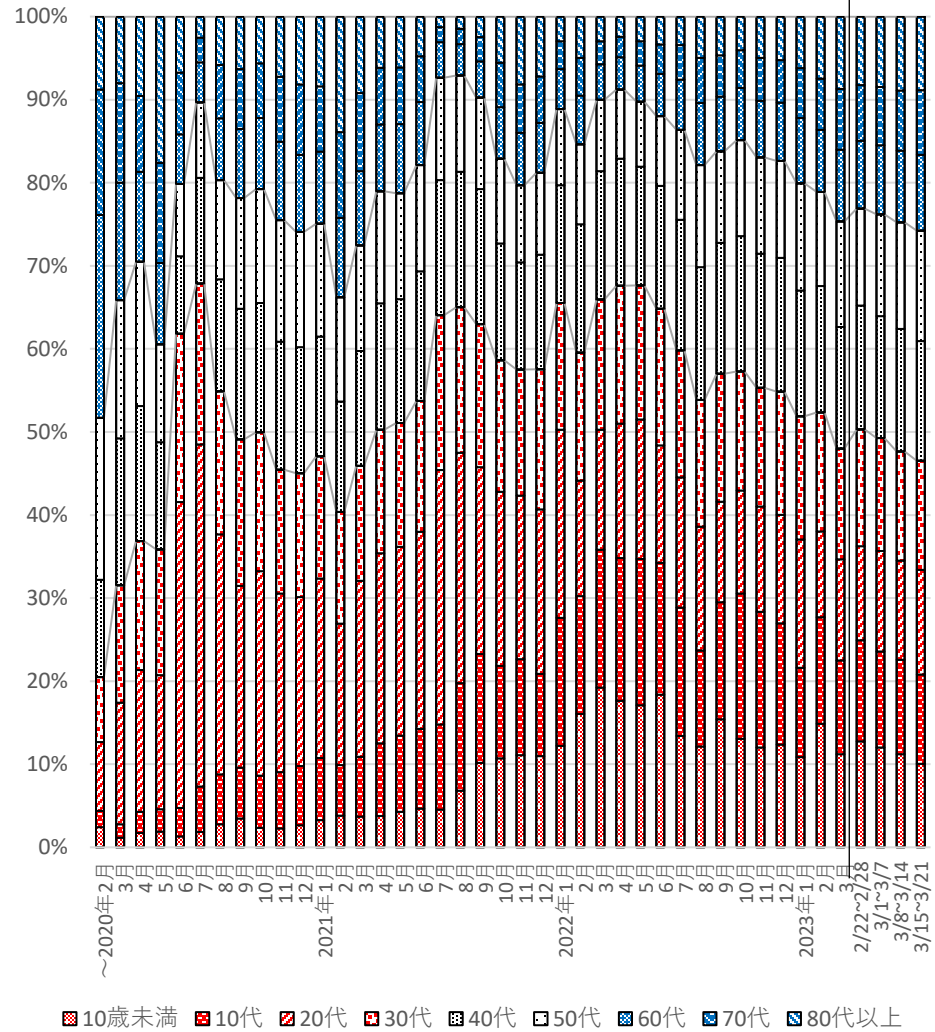 100%
90%
80%
70%
60%
50%
40%
30%
20%
10%
0%
～2020年2月
3月
4月
5月
6月
7月
8月
9月
10月
11月
12月
2021年1月
2月
3月
4月
5月
6月
7月
8月
9月
10月
11月
12月
2022年1月
2月
3月
4月
5月
6月
7月
8月
9月
10月
11月
12月
2023年1月
2月
3月
2/22~2/28
3/1~3/7
3/8~3/14
3/15~3/21
10歳未満 10代 20代 30代 40代 50代 60代 70代 80代以上